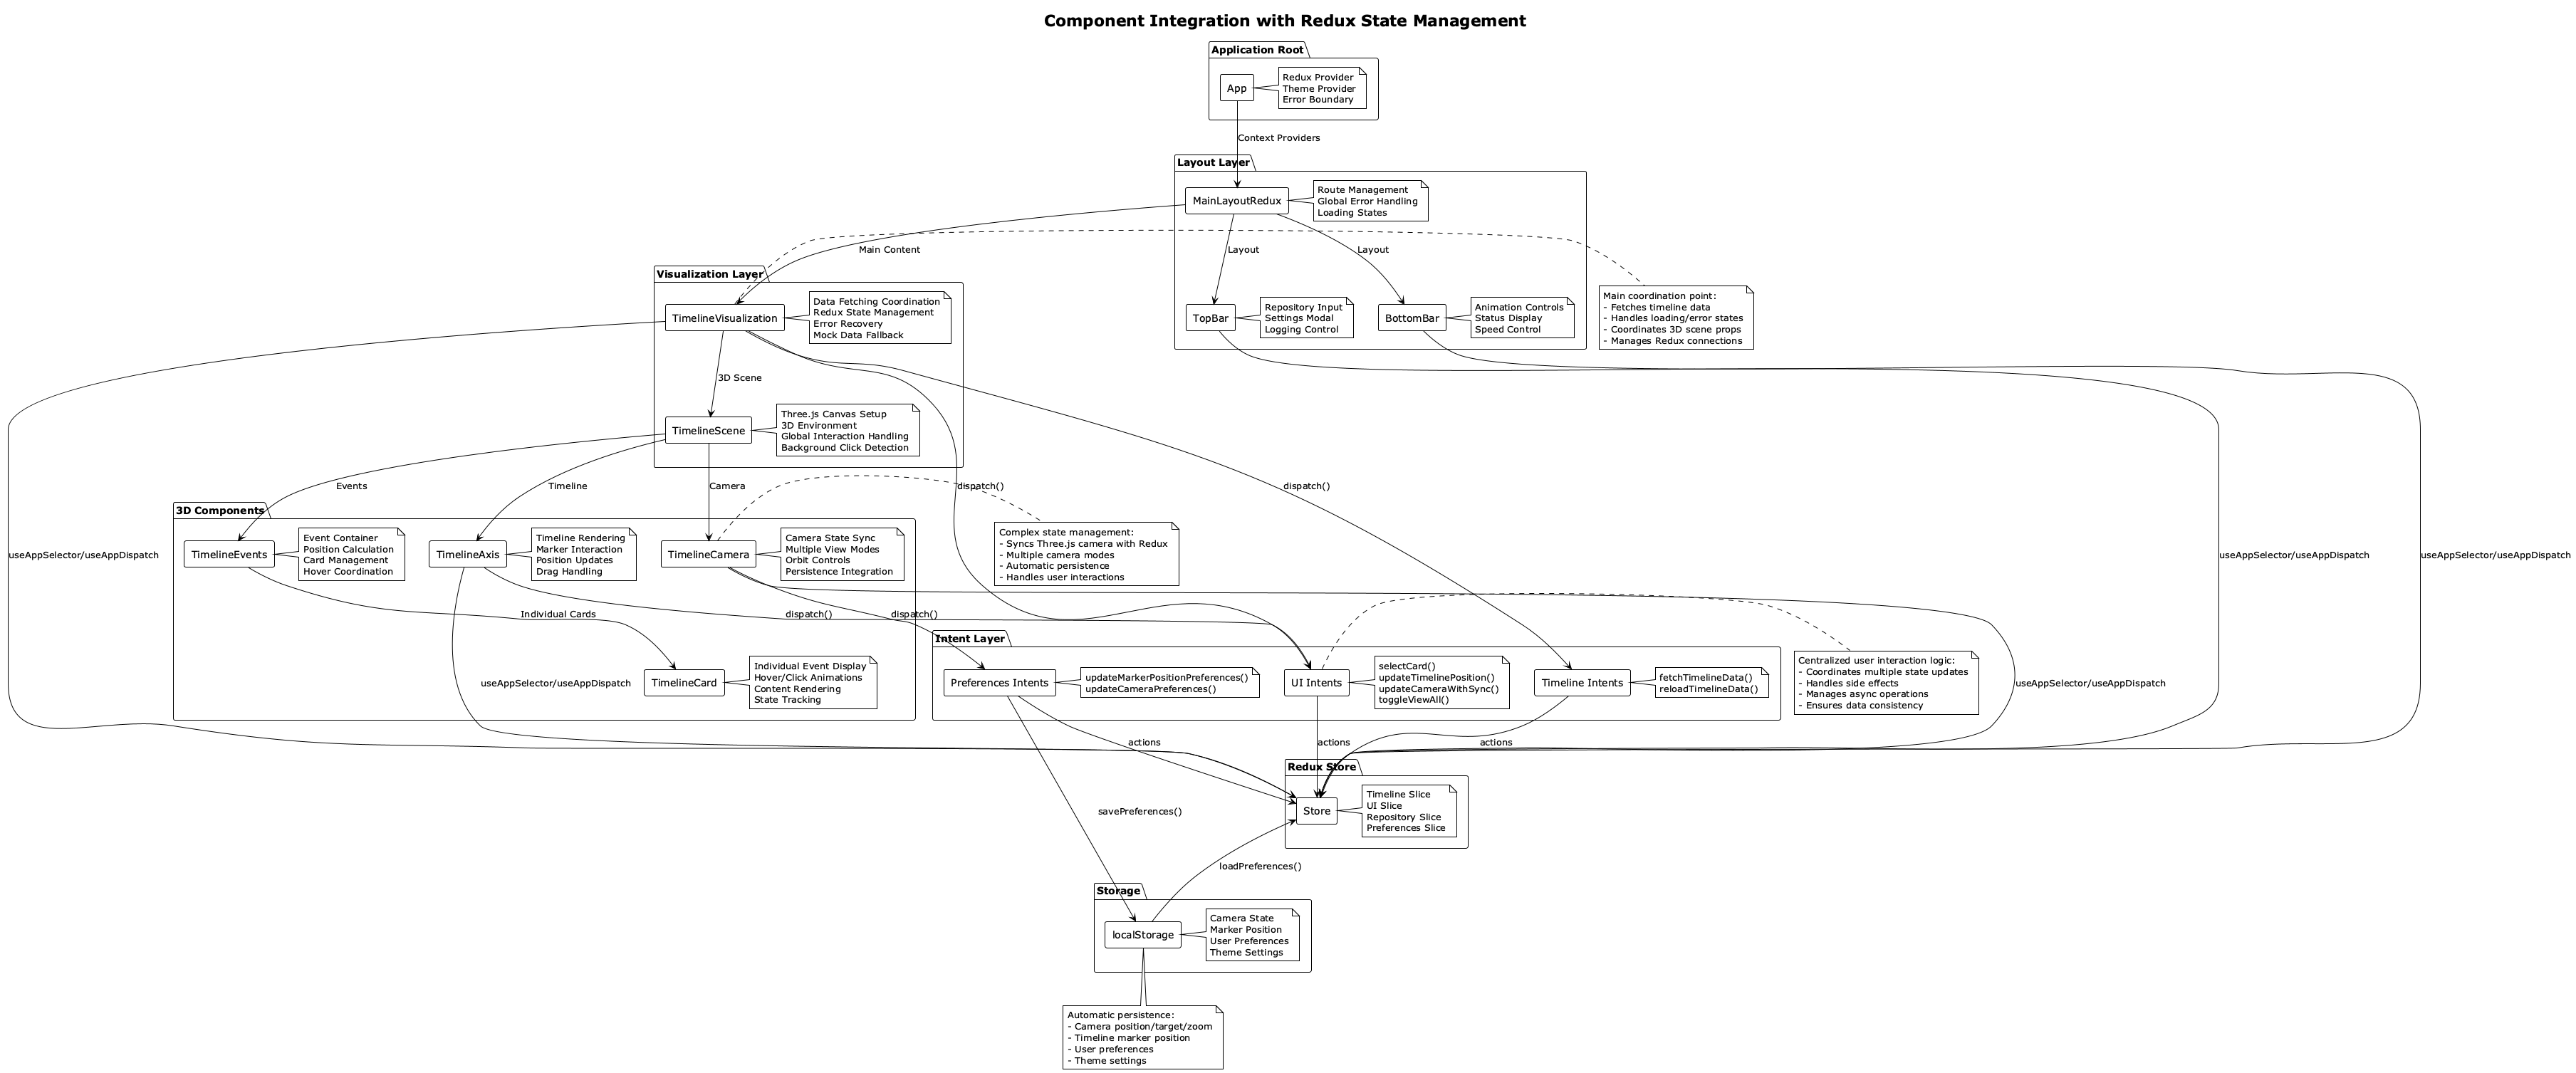 Component Integration with Redux State Management
Application Root
App
Redux Provider
Theme Provider
Error Boundary
Context Providers
Layout Layer
MainLayoutRedux
Route Management
Global Error Handling
Loading States
Main Content
Layout
Layout
Visualization Layer
TimelineVisualization
Data Fetching Coordination
Redux State Management
Error Recovery
Mock Data Fallback
TopBar
Repository Input
Settings Modal
Logging Control
BottomBar
Animation Controls
Status Display
Speed Control
Main coordination point:
- Fetches timeline data
- Handles loading/error states
- Coordinates 3D scene props
- Manages Redux connections
3D Scene
TimelineScene
Three.js Canvas Setup
3D Environment
Global Interaction Handling
Background Click Detection
Events
Timeline
Camera
dispatch()
dispatch()
3D Components
TimelineEvents
Event Container
Position Calculation
Card Management
Hover Coordination
TimelineAxis
Timeline Rendering
Marker Interaction
Position Updates
Drag Handling
TimelineCamera
Camera State Sync
Multiple View Modes
Orbit Controls
Persistence Integration
Complex state management:
- Syncs Three.js camera with Redux
- Multiple camera modes
- Automatic persistence
- Handles user interactions
useAppSelector/useAppDispatch
useAppSelector/useAppDispatch
useAppSelector/useAppDispatch
Individual Cards
dispatch()
dispatch()
Intent Layer
useAppSelector/useAppDispatch
TimelineCard
Individual Event Display
Hover/Click Animations
Content Rendering
State Tracking
Preferences Intents
updateMarkerPositionPreferences()
updateCameraPreferences()
UI Intents
selectCard()
updateTimelinePosition()
updateCameraWithSync()
toggleViewAll()
Timeline Intents
fetchTimelineData()
reloadTimelineData()
Centralized user interaction logic:
- Coordinates multiple state updates
- Handles side effects
- Manages async operations
- Ensures data consistency
useAppSelector/useAppDispatch
actions
actions
actions
Redux Store
Store
Timeline Slice
UI Slice
Repository Slice
Preferences Slice
savePreferences()
loadPreferences()
Storage
localStorage
Camera State
Marker Position
User Preferences
Theme Settings
Automatic persistence:
- Camera position/target/zoom
- Timeline marker position
- User preferences
- Theme settings